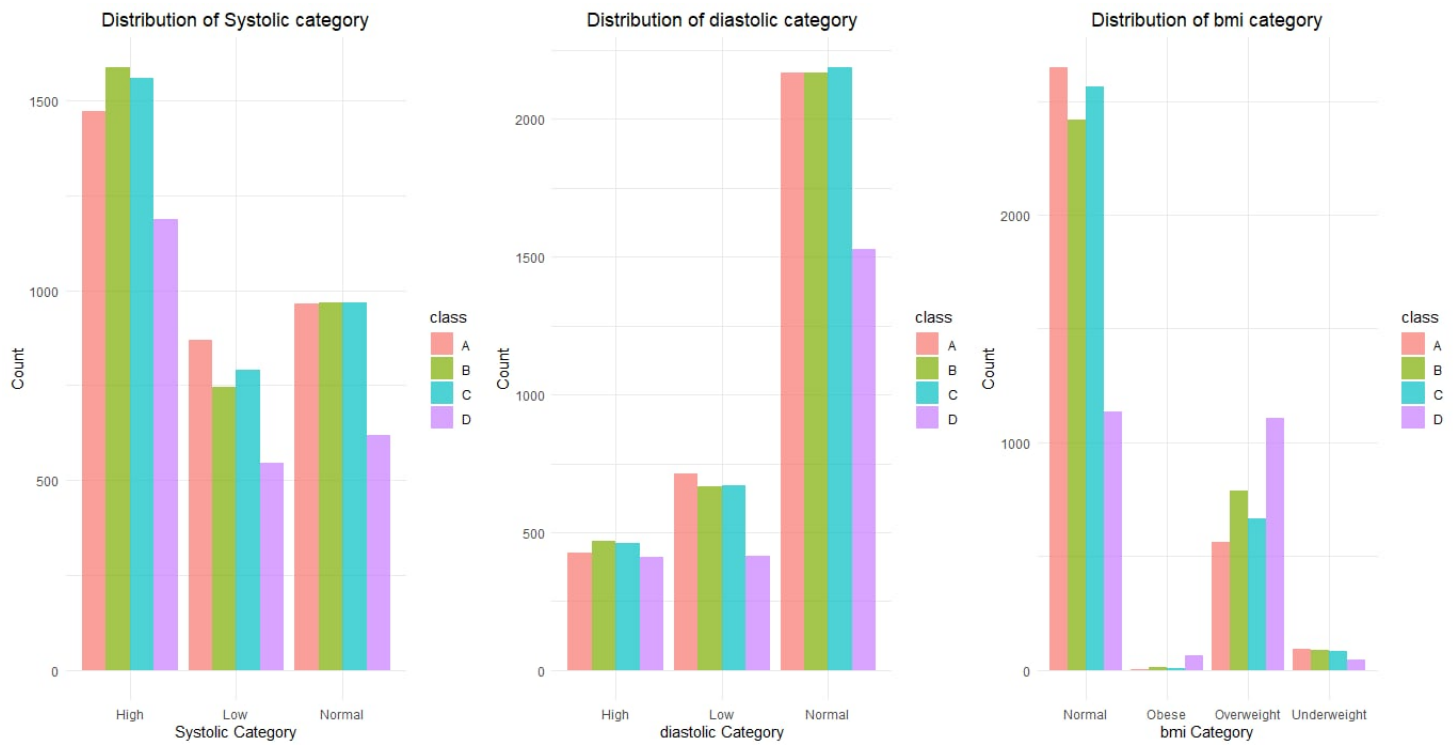 Distribution of Systolic category
1500
1000
500
0
Count
High Low Normal
Systolic Category
class
A
B
C
D
Distribution of diastolic category
2000
1500
1000
500
0
Count
High Low Normal
diastolic Category
class
A
B
C
D
Distribution of bmi category
2000
1000
0
Count
Normal Obese Overweight Underweight
bmi Category
class
A
B
C
D